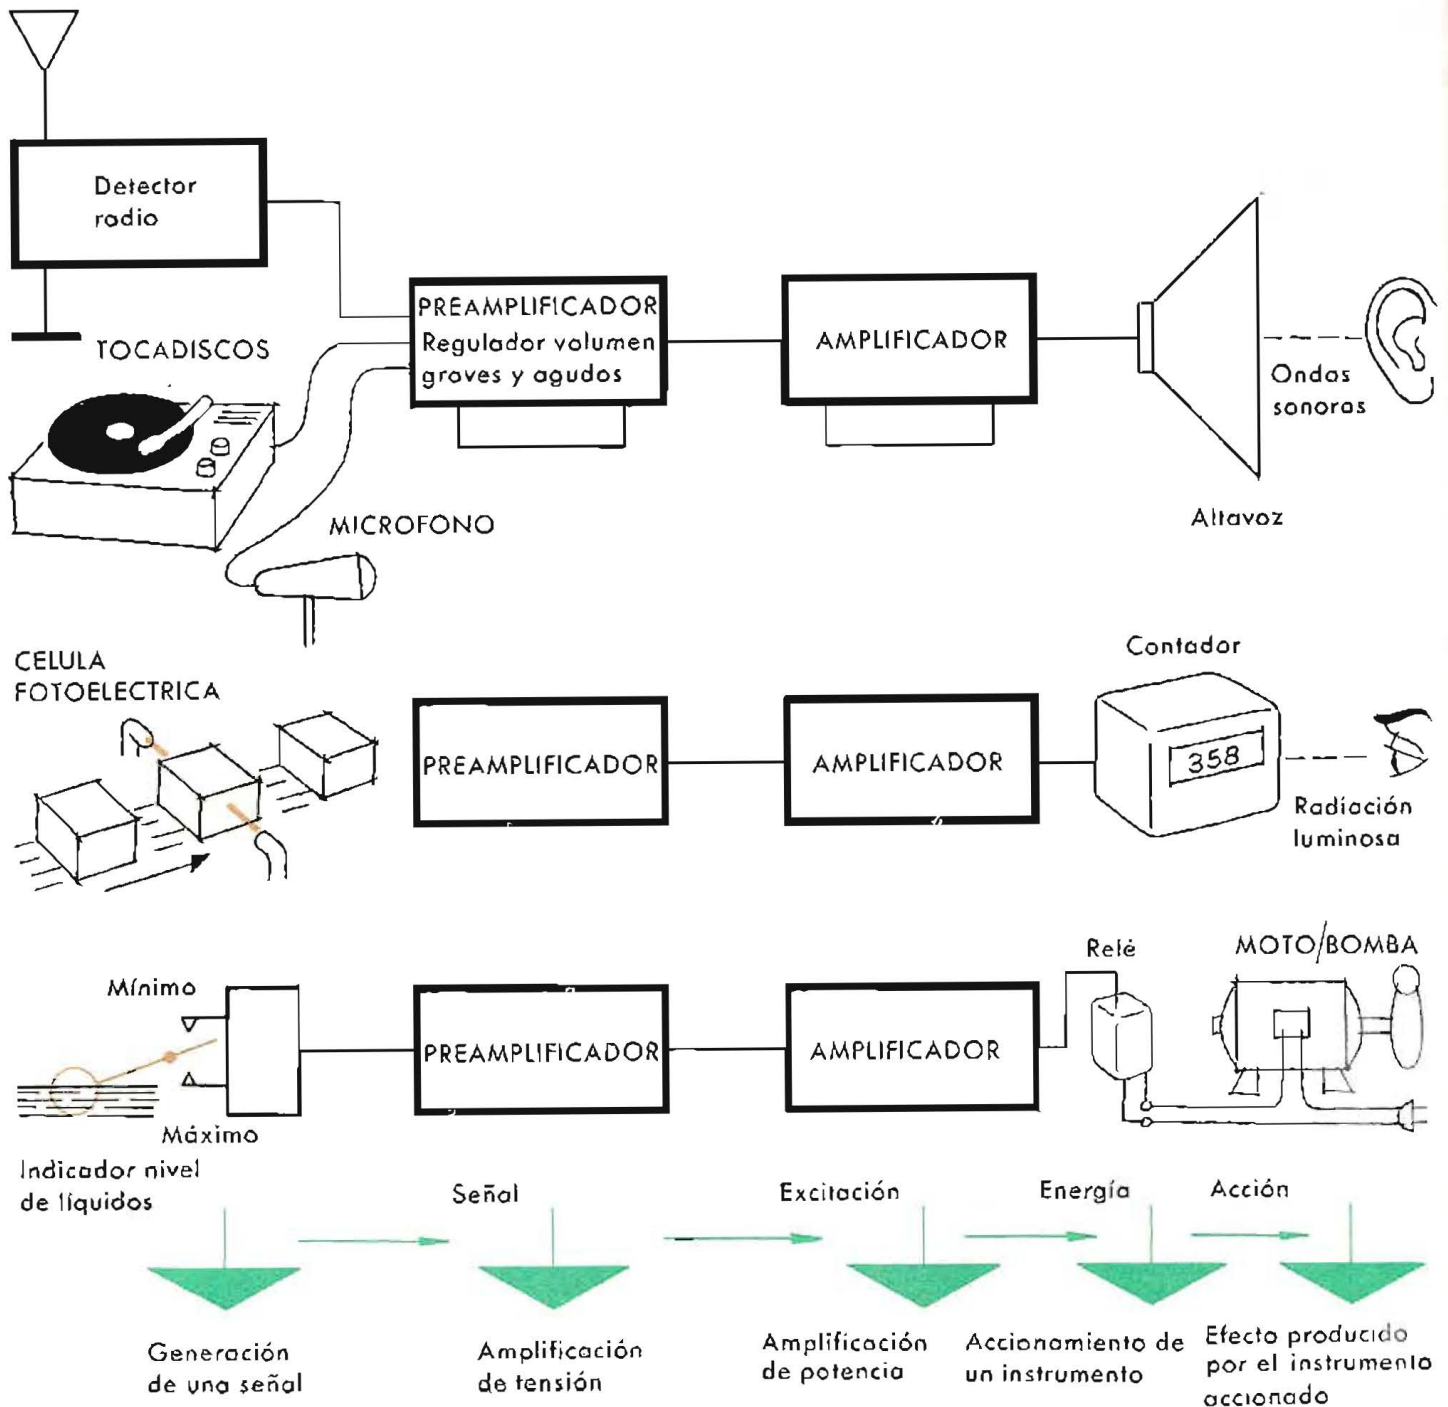 Detector
radio
TOCADISCOS
PREAMPLIFICADOR
Regulador volumen
graves y agudos
AMPLIFICADOR
Ondas
sonoras
Altavoz
MICROFONO
CELULA
FOTOELECTRICA
PREAMPLIFICADOR
AMPLIFICADOR
Contador
358
Radiación
luminosa
Mínimo
Máximo
Indicador nivel
de líquidos
PREAMPLIFICADOR
AMPLIFICADOR
Relé
MOTO/BOMBA
Señal
Excitación
Energía
Acción
Generación
de una señal
Amplificación
de tensión
Amplificación
de potencia
Accionamiento de
un instrumento
Efecto producido
por el instrumento
accionado